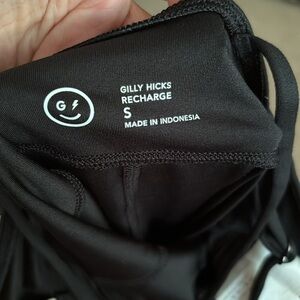 G
GILLY HICKS
RECHARGE
S
MADE IN INDONESIA